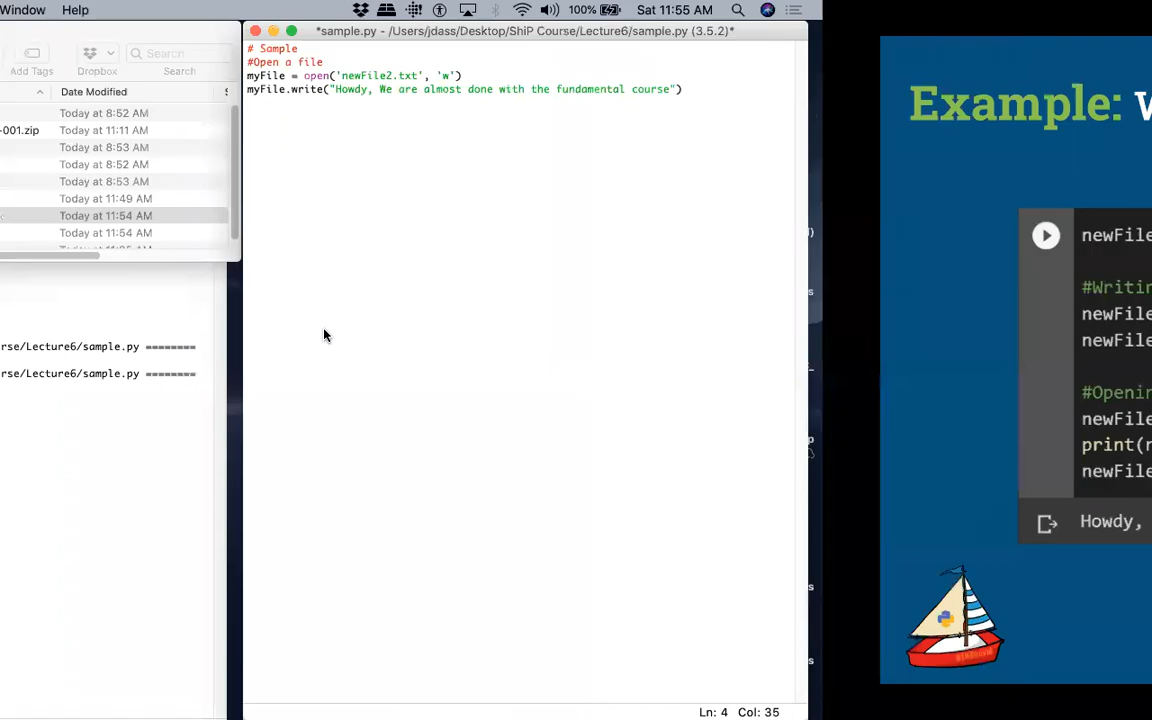 Window Help 100% Sat 11:55 AM
*sample.py - /Users/jdass/Desktop/ShiP Course/Lecture6/sample.py (3.5.2)*
Add Tags Dropbox Search
Search
Date Modified
Today at 8:52 AM
-001.zip Today at 11:11 AM
Today at 8:53 AM
Today at 8:52 AM
Today at 8:53 AM
Today at 11:49 AM
Today at 11:54 AM
Today at 11:54 AM
rse/Lecture6/sample.py ========
rse/Lecture6/sample.py ========
# Sample
#Open a file
myFile = open('newFile2.txt', 'w')
myFile.write("Howdy, We are almost done with the fundamental course")
Ln: 4 Col: 35
Example:
newFile
#Writin
newFile
newFile
#Openin
newFile
print(
newFile
Howdy,